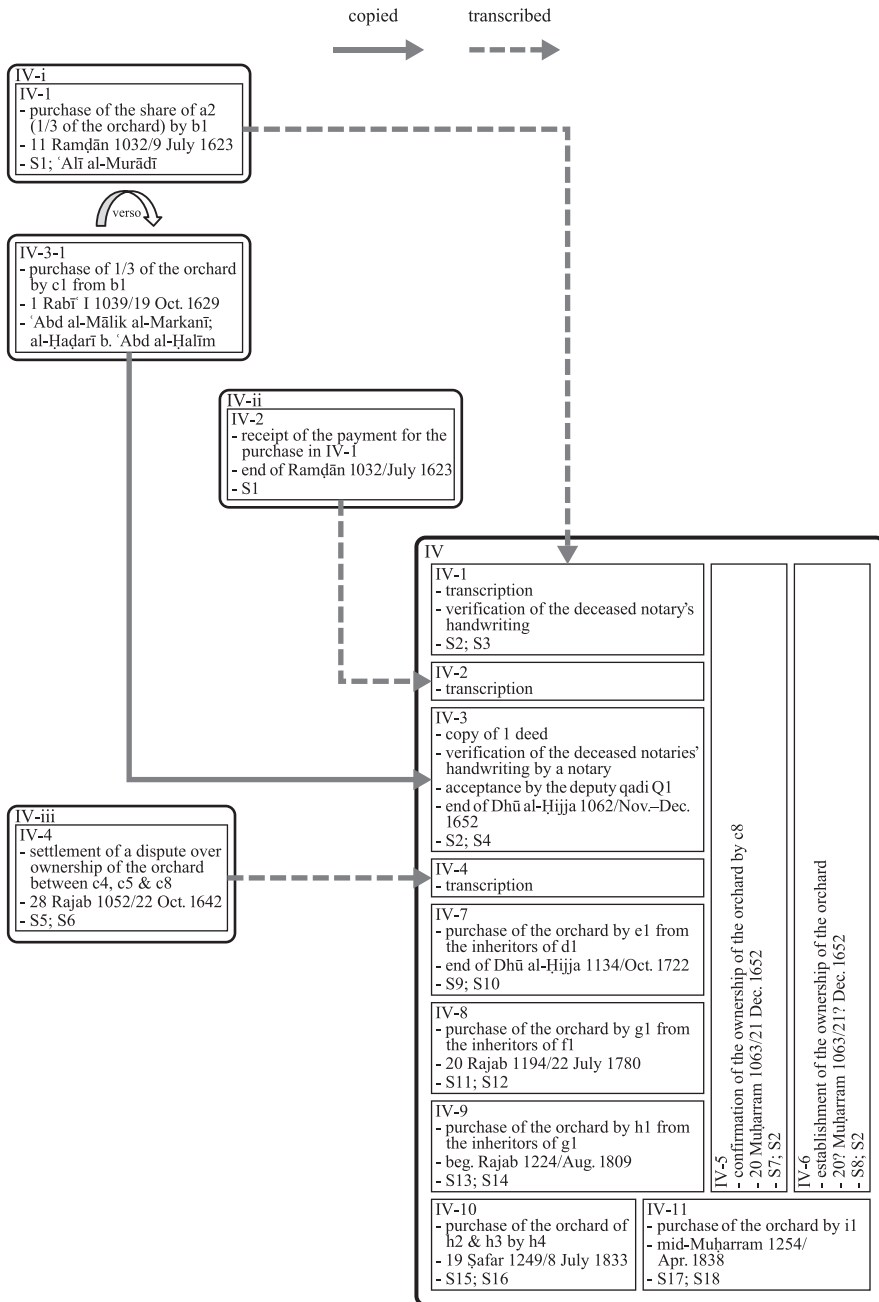 copied
transcribed
IV-i
IV-1
- purchase of the share of a2
(1/3 of the orchard) by b1
- 11 Ramḍān 1032/9 July 1623
- S1; ʿAlī al-Murādī
verso
IV-3-1
- purchase of 1/3 of the orchard
by c1 from b1
- 1 Rabīʿ I 1039/19 Oct. 1629
- ʿAbd al-Mālik al-Markanī;
al-Ḥaḍarī b. ʿAbd al-Ḥalīm
IV-ii
IV-2
- receipt of the payment for the
purchase in IV-1
- end of Ramḍān 1032/July 1623
- S1
IV-iii
IV-4
- settlement of a dispute over
ownership of the orchard
between c4, c5 & c8
- 28 Rajab 1052/22 Oct. 1642
- S5; S6
IV
IV-1
- transcription
- verification of the deceased notary's
handwriting
- S2; S3
IV-2
- transcription
IV-3
- copy of 1 deed
- verification of the deceased notaries'
handwriting by a notary
- acceptance by the deputy qadi Q1
- end of Dhū al-Ḥijja 1062/Nov.–Dec.
1652
- S2; S4
IV-4
- transcription
IV-7
- purchase of the orchard by e1 from
the inheritors of d1
- end of Dhū al-Ḥijja 1134/Oct. 1722
- S9; S10
IV-8
- purchase of the orchard by g1 from
the inheritors of f1
- 20 Rajab 1194/22 July 1780
- S11; S12
IV-9
- purchase of the orchard by h1 from
the inheritors of g1
- beg. Rajab 1224/Aug. 1809
- S13; S14
IV-5
- confirmation of the ownership of the orchard by c8
- 20 Muḥarram 1063/21 Dec. 1652
- S7; S2
IV-6
- establishment of the ownership of the orchard
- 20? Muḥarram 1063/21? Dec. 1652
- S8; S2
IV-10
- purchase of the orchard of
h2 & h3 by h4
- 19 Ṣafar 1249/8 July 1833
- S15; S16
IV-11
- purchase of the orchard by i1
- mid-Muḥarram 1254/
Apr. 1838
- S17; S18